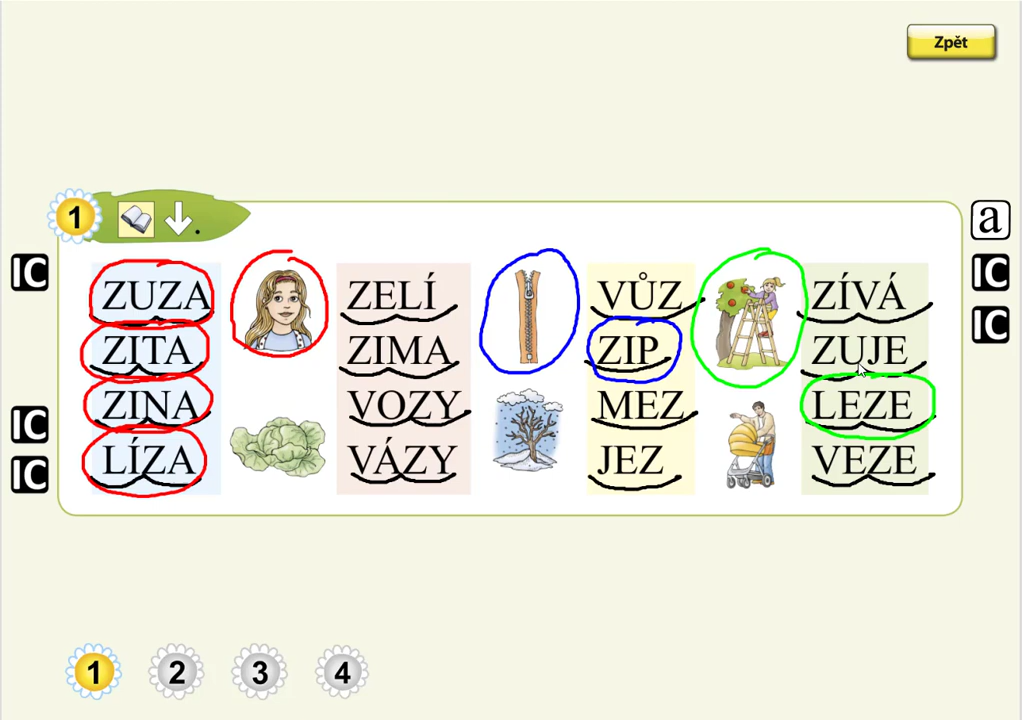 Zpět
1
a
IC
IC
IC
IC
ZUZA
ZITA
ZINA
LÍZA
ZELÍ
ZIMA
VOZY
VÁZY
VŮZ
ZIP
MEZ
JEZ
ZÍVÁ
ZUJE
LEZE
VEZE
1 2 3 4